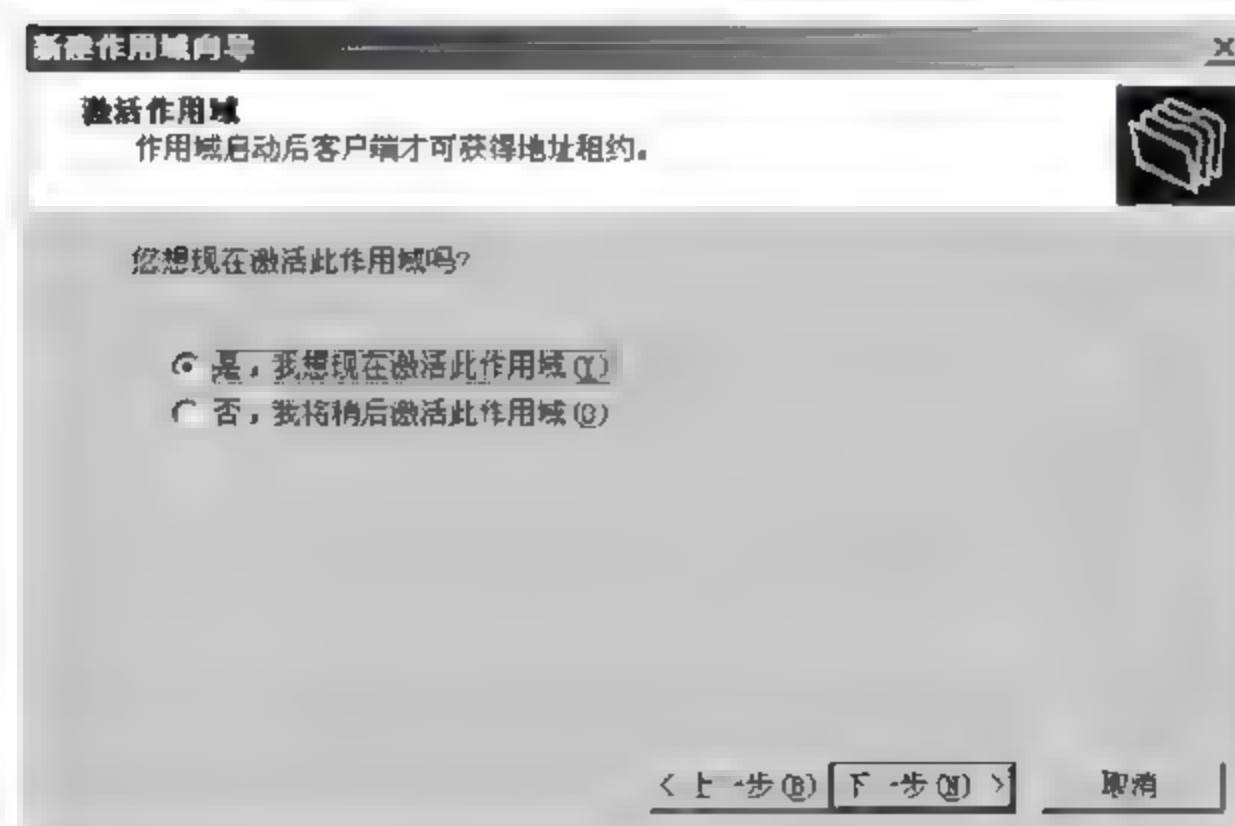 新建作用域向导
激活作用域
作用域启动后客户端才可获得地址租约。
您想现在激活此作用域吗?
是，我想现在激活此作用域(Y)
否，我将稍后激活此作用域(O)
< 上一步(B) 下一步(N) > 取消